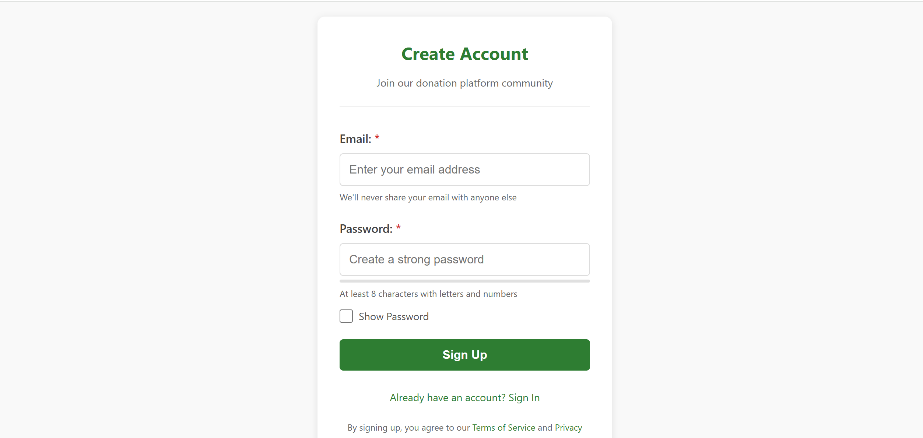 Create Account
Join our donation platform community
Email: *
Enter your email address
We'll never share your email with anyone else
Password: *
Create a strong password
At least 8 characters with letters and numbers
Show Password
Sign Up
Already have an account? Sign In
By signing up, you agree to our Terms of Service and Privacy